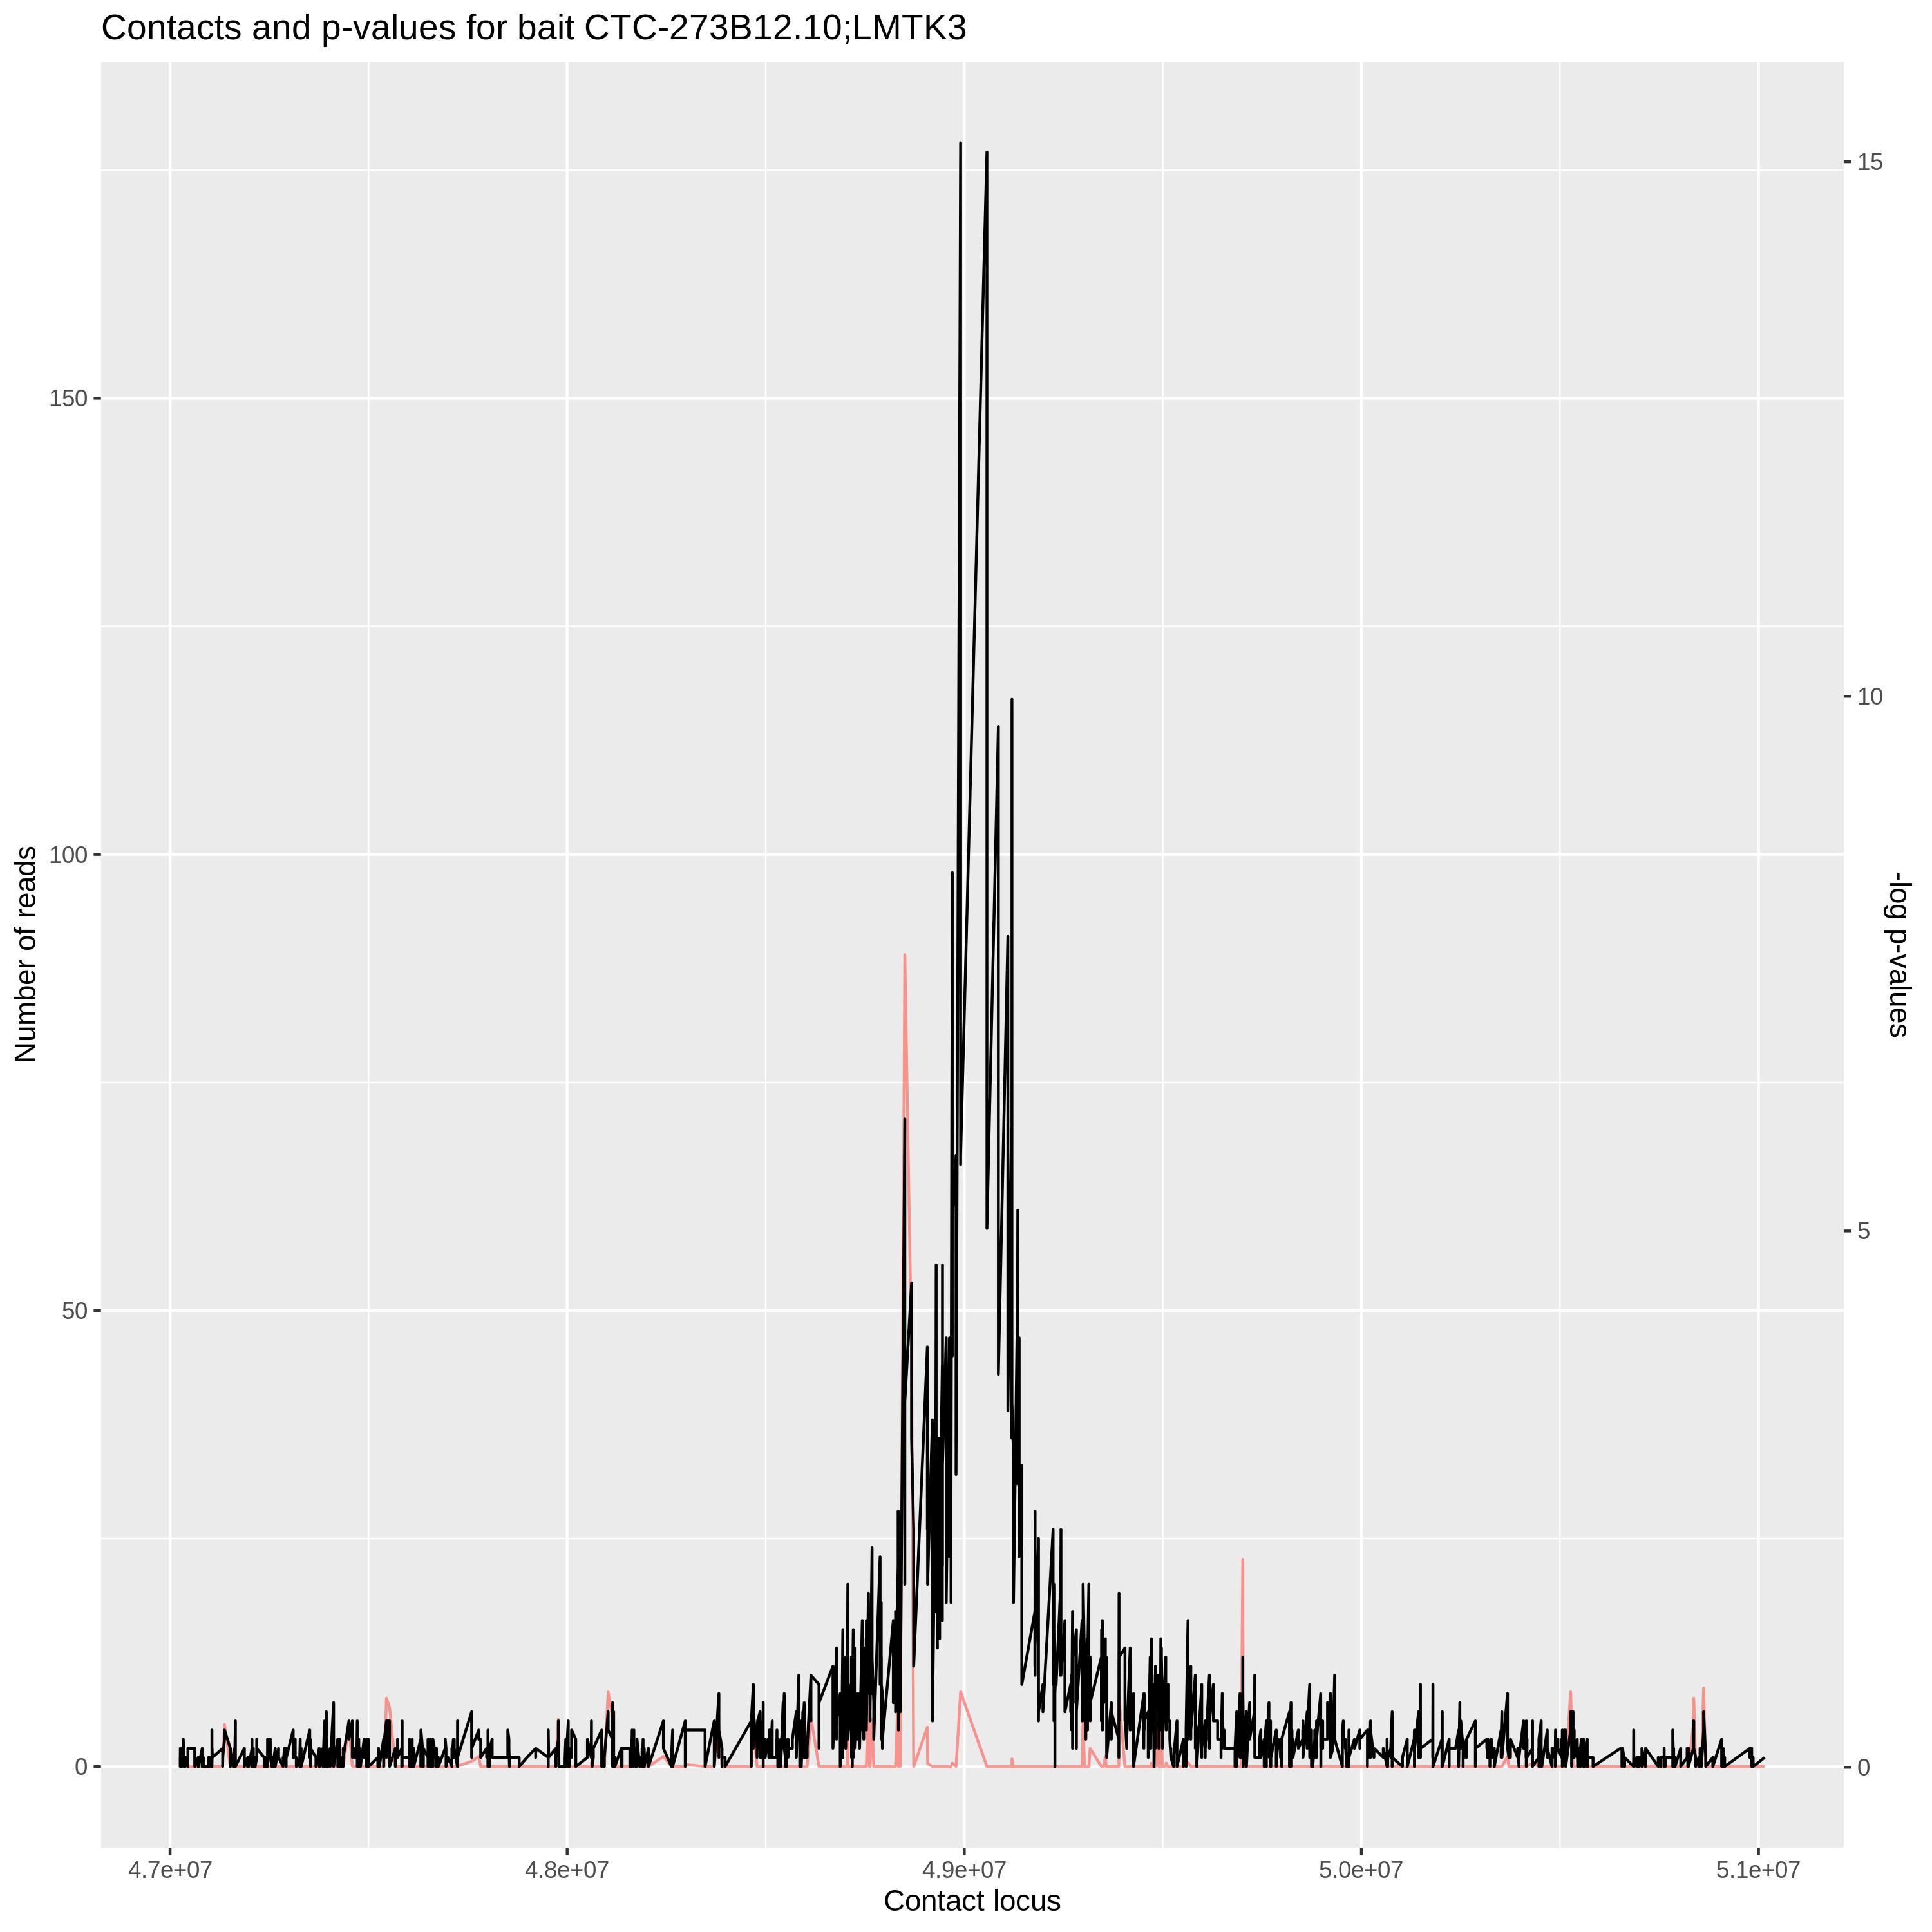 Contacts and p-values for bait CTC-273B12.10;LMTK3
Number of reads
150
100
50
0
15
10
5
0
-log p-values
4.7e+07 4.8e+07 4.9e+07 5.0e+07 5.1e+07
Contact locus